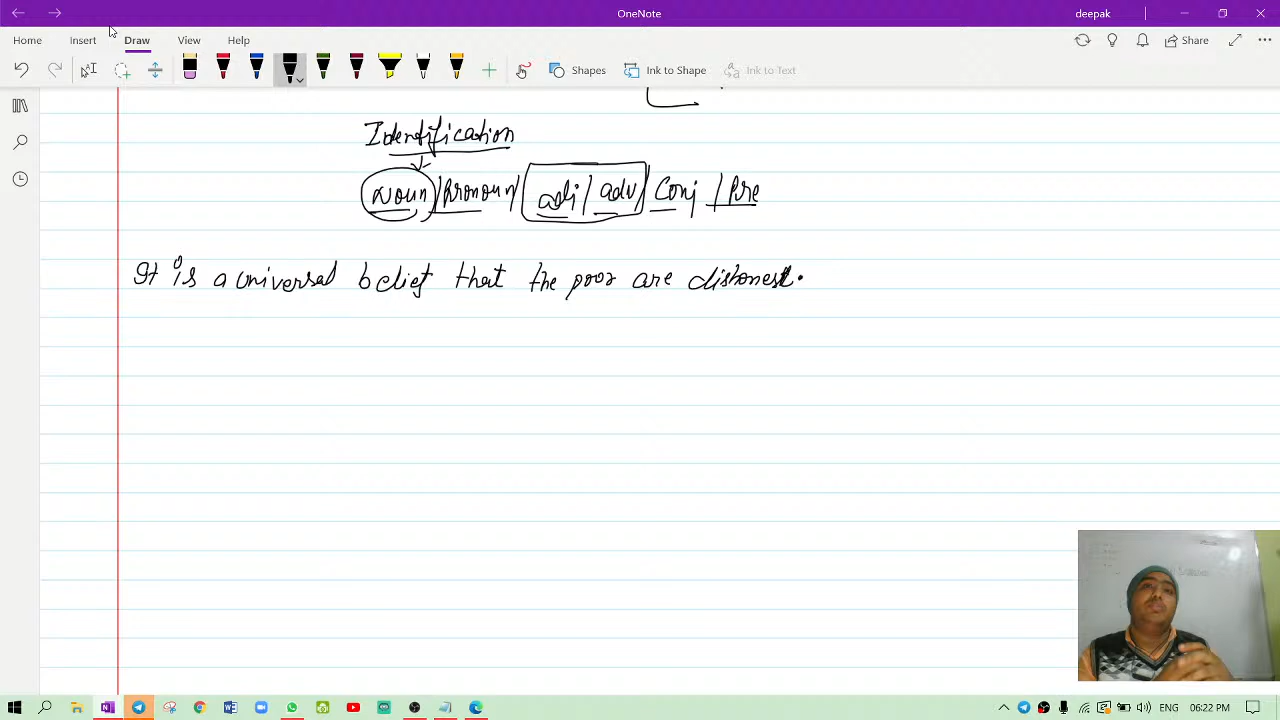 OneNote
deepak
Home Insert Draw View Help
Share
Shapes
Ink to Shape
Ink to Text
Identification
Noun/Pronoun/adj/adv/Conj/Pre
It is a universal belief that the poor are dishonest.
ENG 06:22 PM